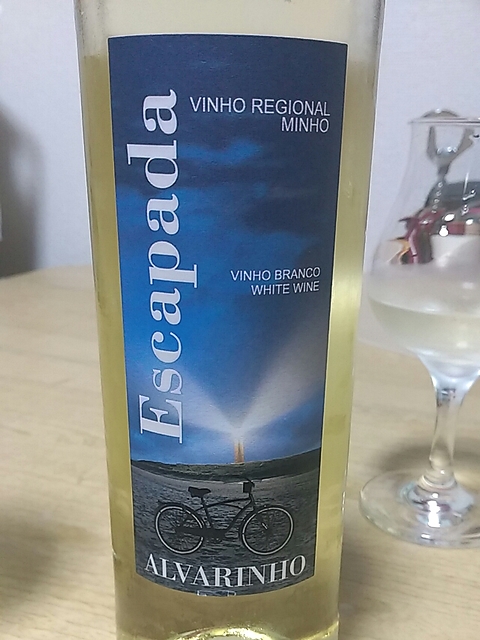 Escapada
VINHO REGIONAL
MINHO
VINHO BRANCO
WHITE WINE
ALVARINHO